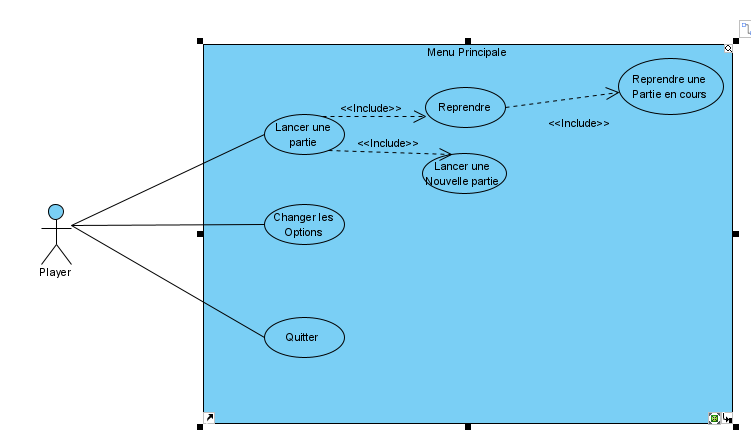 Menu Principale
Reprendre une
Partie en cours
<<Include>>
Reprendre
<<Include>>
Lancer une
partie
<<Include>>
Lancer une
Nouvelle partie
Changer les
Options
Player
Quitter